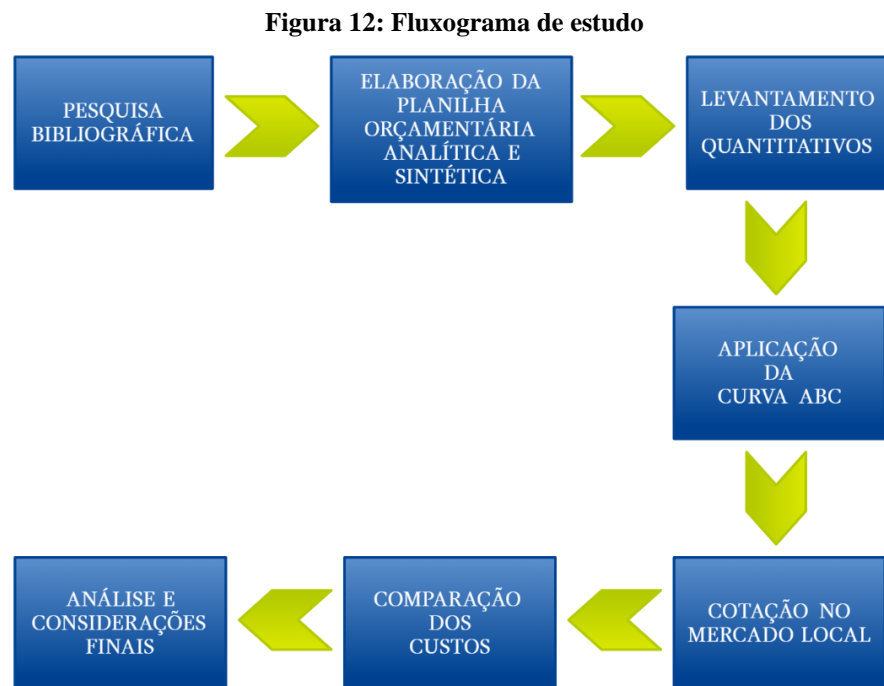 Figura 12: Fluxograma de estudo
PESQUISA
BIBLIOGRÁFICA
ELABORAÇÃO DA
PLANILHA
ORÇAMENTÁRIA
ANALÍTICA E
SINTÉTICA
LEVANTAMENTO
DOS
QUANTITATIVOS
APLICAÇÃO
DA
CURVA ABC
COTAÇÃO NO
MERCADO LOCAL
COMPARAÇÃO
DOS
CUSTOS
ANÁLISE E
CONSIDERAÇÕES
FINAIS